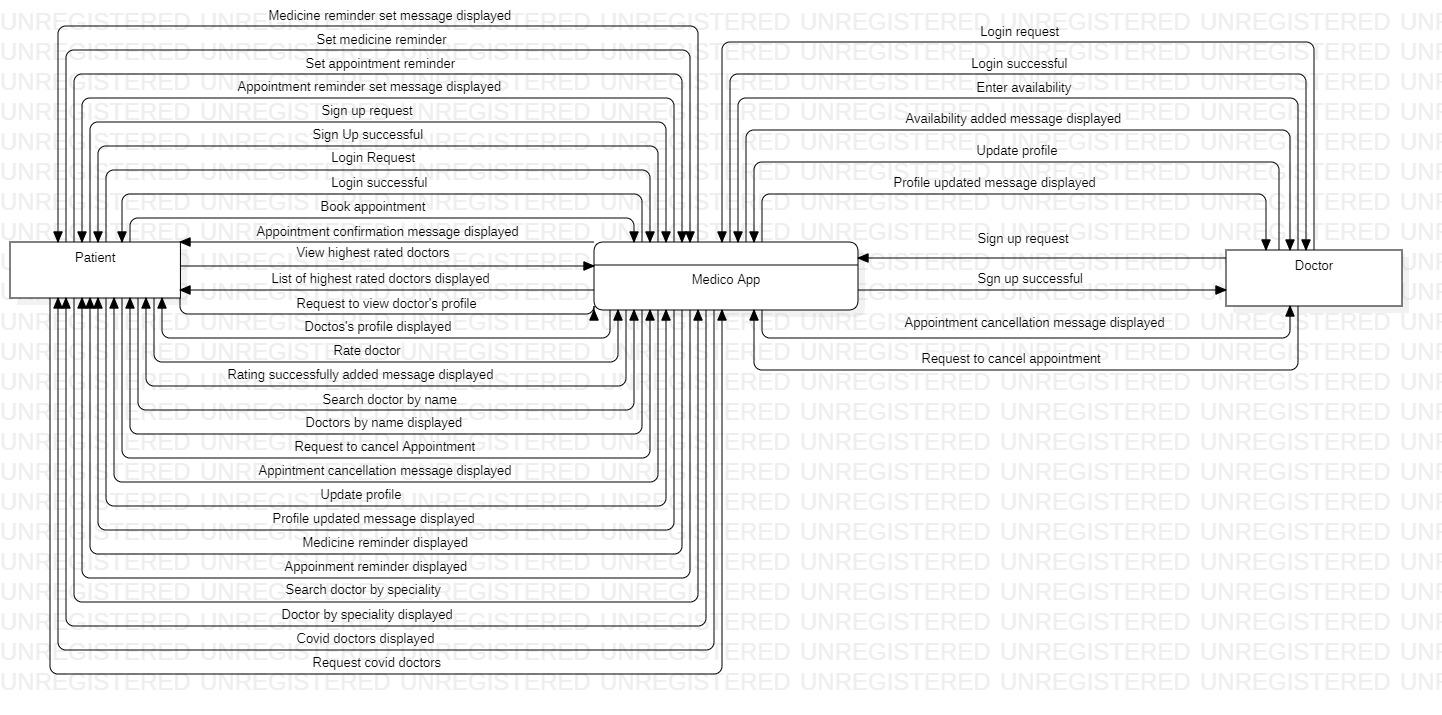 Medicine reminder set message displayed
Set medicine reminder
Set appointment reminder
Appointment reminder set message displayed
Sign up request
Sign Up successful
Login Request
Login successful
Book appointment
Appointment confirmation message displayed
View highest rated doctors
List of highest rated doctors displayed
Request to view doctor's profile
Doctos's profile displayed
Rate doctor
Rating successfully added message displayed
Search doctor by name
Doctors by name displayed
Request to cancel Appointment
Appintment cancellation message displayed
Update profile
Profile updated message displayed
Medicine reminder displayed
Appoinment reminder displayed
Search doctor by speciality
Doctor by speciality displayed
Covid doctors displayed
Request covid doctors
Patient
Medico App
Login request
Login successful
Enter availability
Availability added message displayed
Update profile
Profile updated message displayed
Sign up request
Sgn up successful
Appointment cancellation message displayed
Request to cancel appointment
Doctor
UNREGISTERED